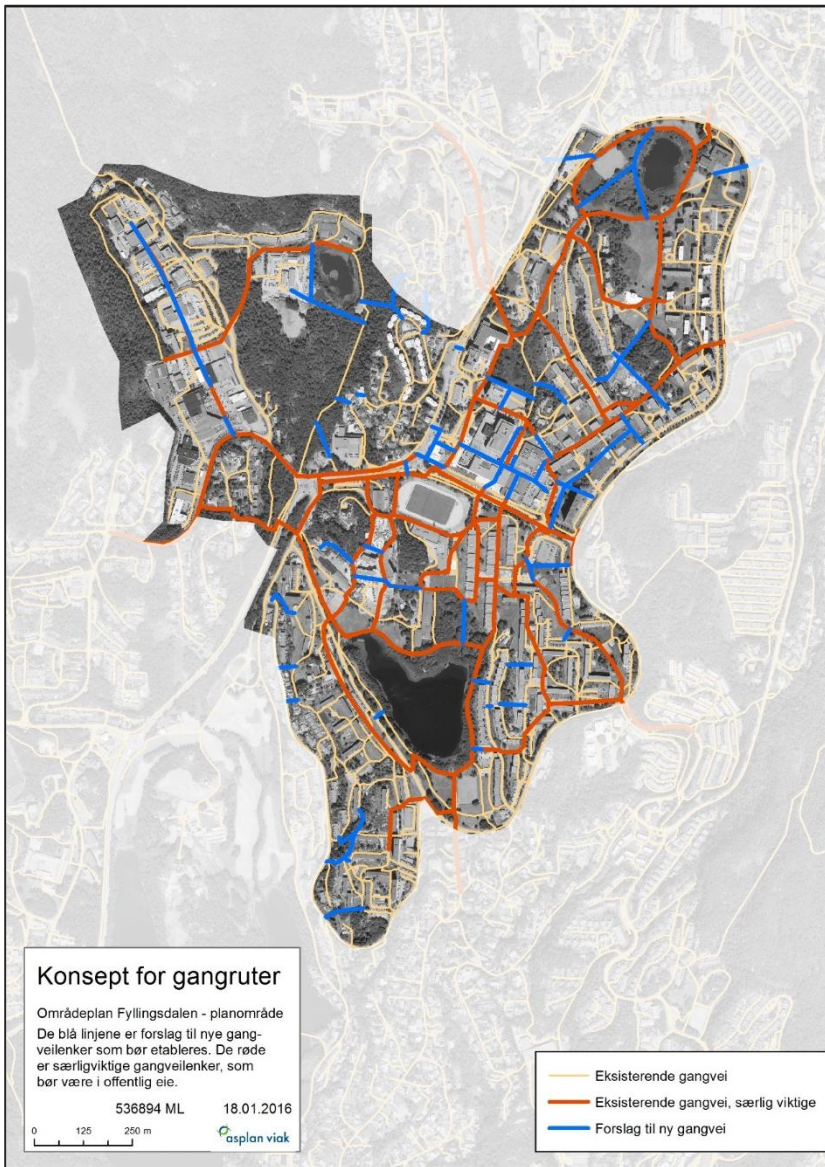 Konsept for gangruter
Områdeplan Fyllingsdalen - planområde
De blå linjene er forslag til nye gang-
veilenker som bør etableres. De røde
er særligviktige gangveilenker, som
bør være i offentlig eie.
536894 ML 18.01.2016
0 125 250 m
asplan viak
Eksisterende gangvei
Eksisterende gangvei, særlig viktige
Forslag til ny gangvei